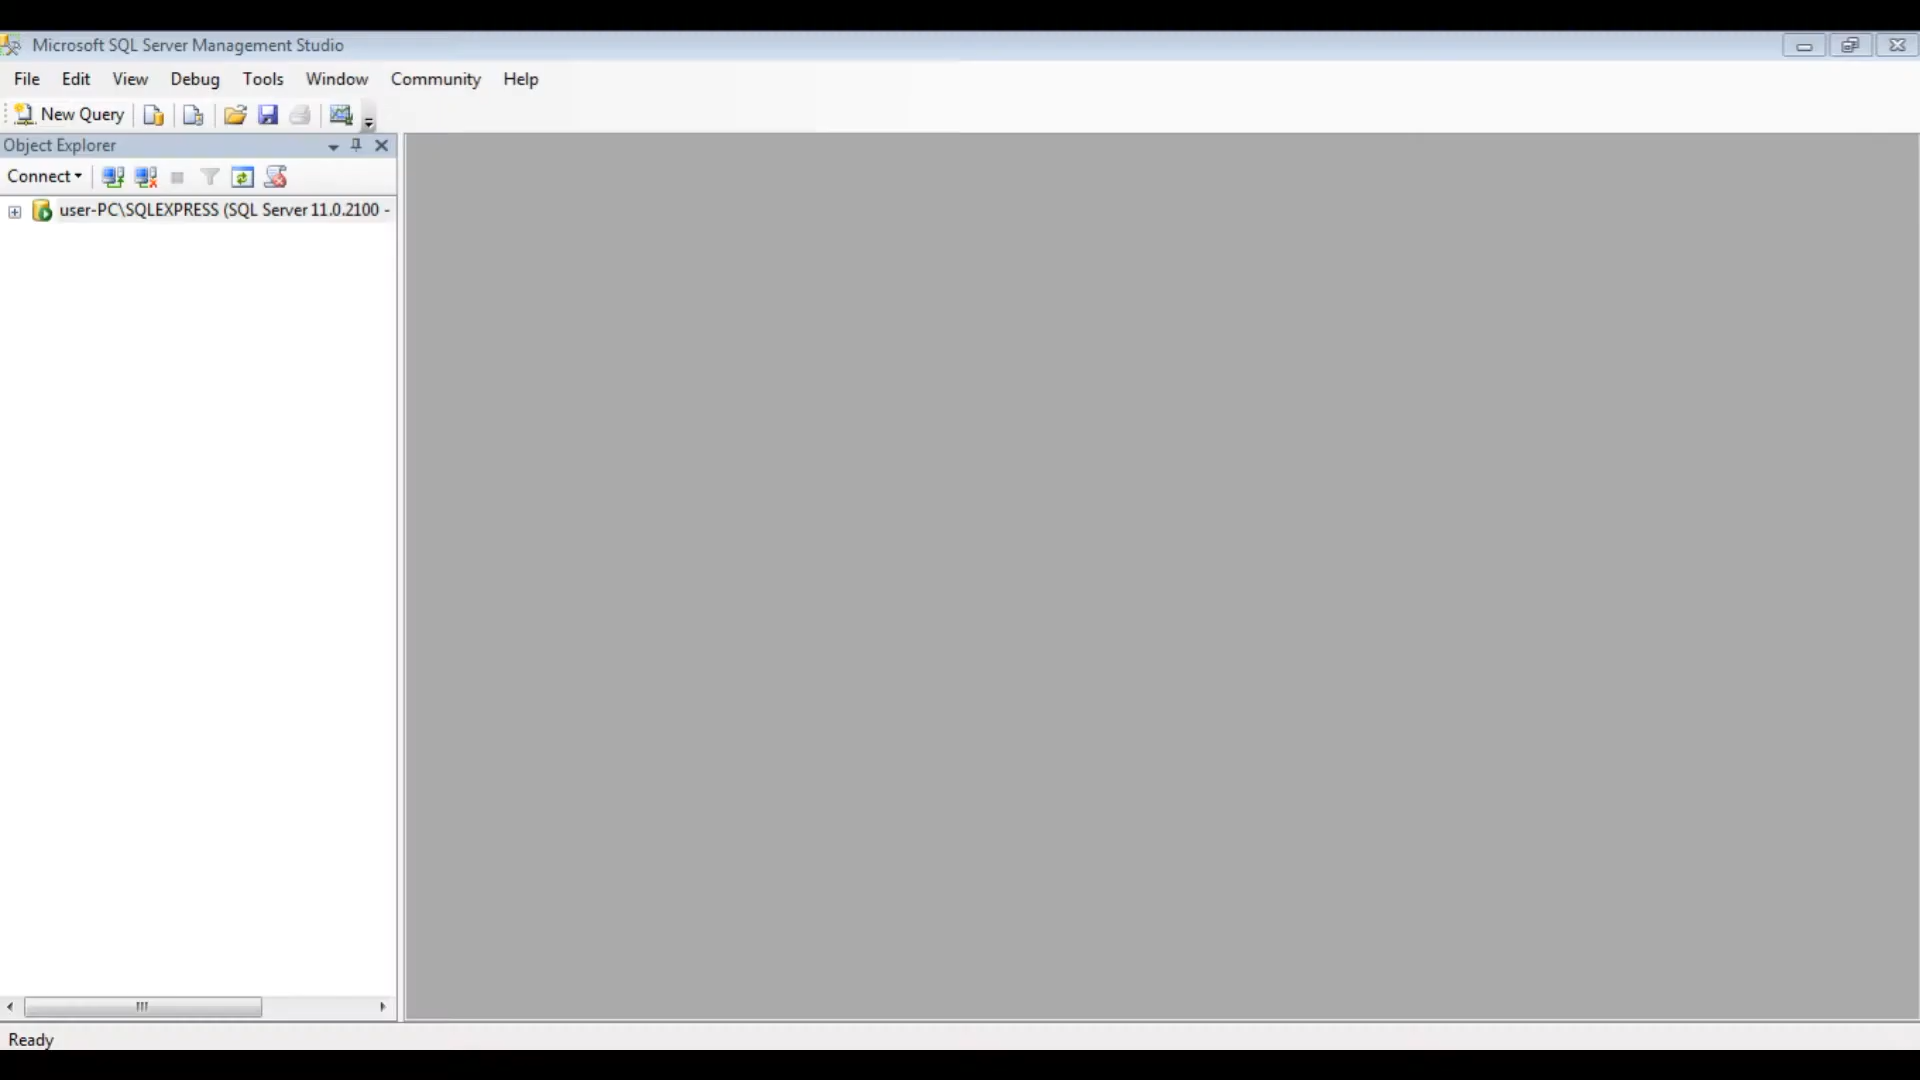 Microsoft SQL Server Management Studio
File Edit View Debug Tools Window Community Help
New Query
Object Explorer
Connect
user-PC\SQLEXPRESS (SQL Server 11.0.2100 -
Ready